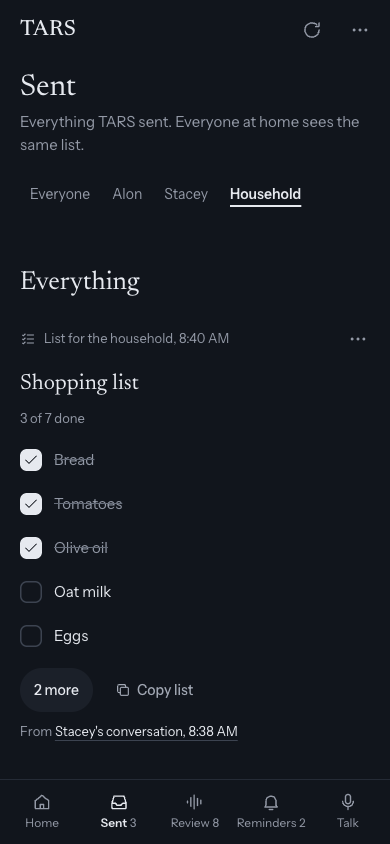 TARS
Sent
Everything TARS sent. Everyone at home sees the
same list.
Everyone Alon Stacey Household
Everything
List for the household, 8:40 AM
Shopping list
3 of 7 done
Bread
Tomatoes
Olive oil
Oat milk
Eggs
2 more Copy list
From Stacey's conversation, 8:38 AM
Home Sent 3 Review 8 Reminders 2 Talk